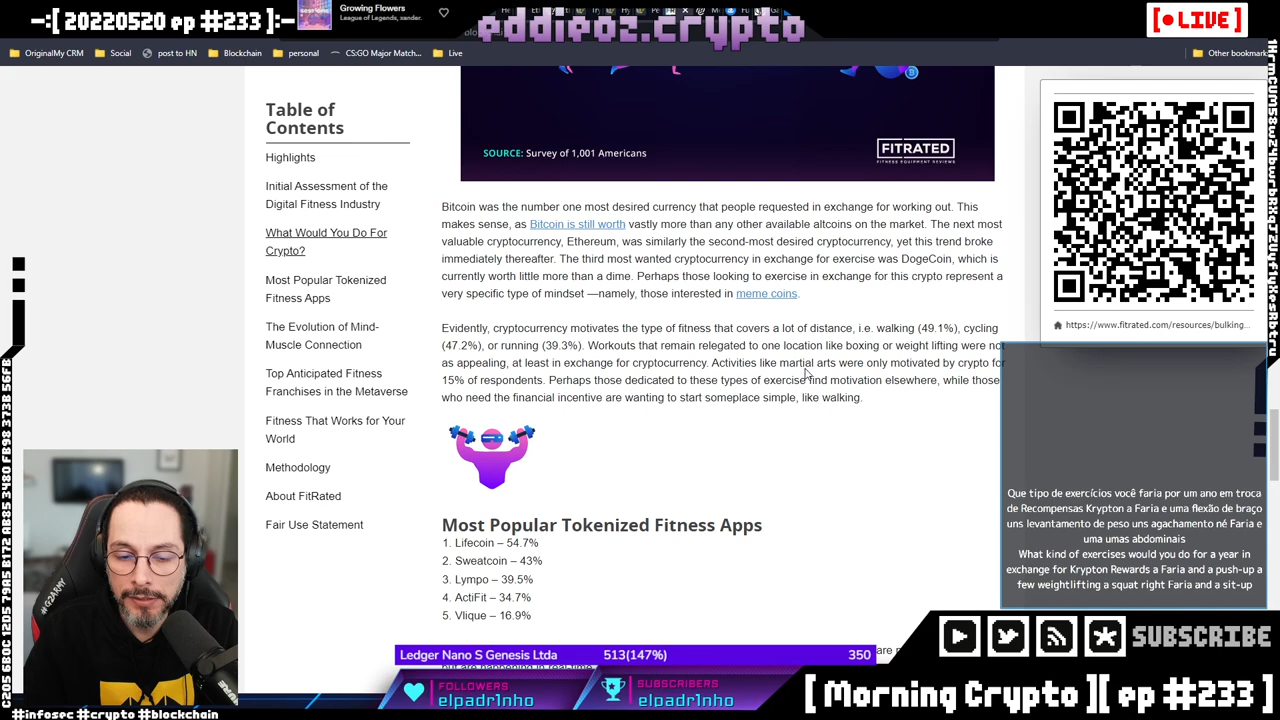 -:[ 20220520 ep #233 ]:-
Growing Flowers
League of Legends, xander.
eddieoz.crypto
[● LIVE]
OriginalMy CRM
Social
post to HN
Blockchain
personal
CS:GO Major Match...
Live
Other bookmark
Table of
Contents
Highlights
Initial Assessment of the
Digital Fitness Industry
What Would You Do For
Crypto?
Most Popular Tokenized
Fitness Apps
The Evolution of Mind-
Muscle Connection
Top Anticipated Fitness
Franchises in the Metaverse
Fitness That Works for Your
World
Methodology
About FitRated
Fair Use Statement
SOURCE: Survey of 1,001 Americans
FITRATED
FITNESS EQUIPMENT REVIEWS
Bitcoin was the number one most desired currency that people requested in exchange for working out. This
makes sense, as Bitcoin is still worth vastly more than any other available altcoins on the market. The next most
valuable cryptocurrency, Ethereum, was similarly the second-most desired cryptocurrency, yet this trend broke
immediately thereafter. The third most wanted cryptocurrency in exchange for exercise was DogeCoin, which is
currently worth little more than a dime. Perhaps those looking to exercise in exchange for this crypto represent a
very specific type of mindset —namely, those interested in meme coins.
Evidently, cryptocurrency motivates the type of fitness that covers a lot of distance, i.e. walking (49.1%), cycling
(47.2%), or running (39.3%). Workouts that remain relegated to one location like boxing or weight lifting were not
as appealing, at least in exchange for cryptocurrency. Activities like martial arts were only motivated by crypto for
15% of respondents. Perhaps those dedicated to these types of exercise find motivation elsewhere, while those
who need the financial incentive are wanting to start someplace simple, like walking.
Most Popular Tokenized Fitness Apps
1. Lifecoin – 54.7%
2. Sweatcoin – 43%
3. Lympo – 39.5%
4. ActiFit – 34.7%
5. Vlique – 16.9%
but are happening in real-time.
https://www.fitrated.com/resources/bulking...
Que tipo de exercícios você faria por um ano em troca
de Recompensas Krypton a Faria e uma flexão de braço
uns levantamento de peso uns agachamento né Faria e
uma umas abdominais
What kind of exercises would you do for a year in
exchange for Krypton Rewards a Faria and a push-up a
few weightlifting a squat right Faria and a sit-up
#G2ARMY
Ledger Nano S Genesis Ltda 513(147%) 350
FOLLOWERS
elpadr1nho
SUBSCRIBERS
elpadr1nho
SUBSCRIBE
[ Morning Crypto ][ ep #233 ]
#infosec #crypto #blockchain